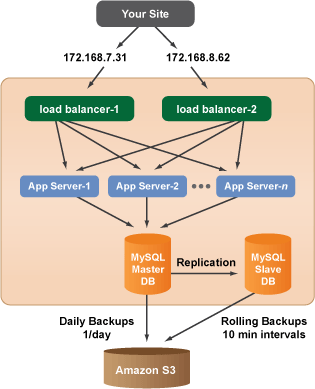 Your Site
172.168.7.31
172.168.8.62
load balancer-1
load balancer-2
App Server-1
App Server-2
App Server-n
MySQL
Master
DB
Replication
MySQL
Slave
DB
Daily Backups
1/day
Rolling Backups
10 min intervals
Amazon S3